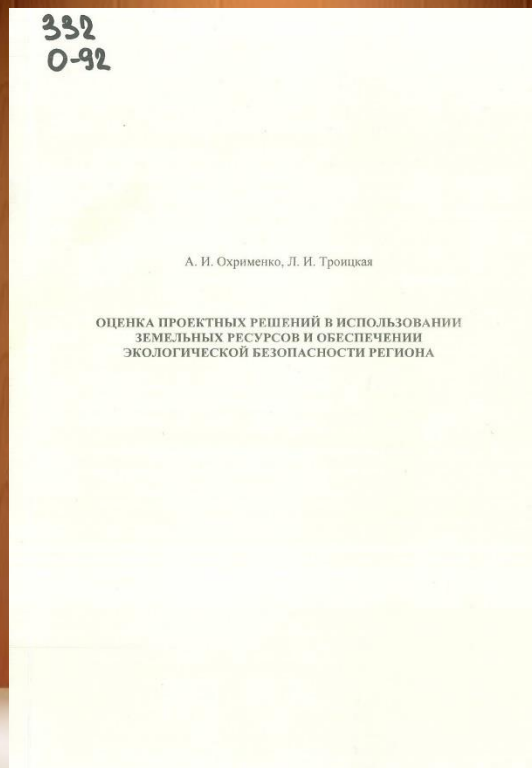 332
О-92
А. И. Охрименко, Л. И. Троицкая
ОЦЕНКА ПРОЕКТНЫХ РЕШЕНИЙ В ИСПОЛЬЗОВАНИИ
ЗЕМЕЛЬНЫХ РЕСУРСОВ И ОБЕСПЕЧЕНИИ
ЭКОЛОГИЧЕСКОЙ БЕЗОПАСНОСТИ РЕГИОНА